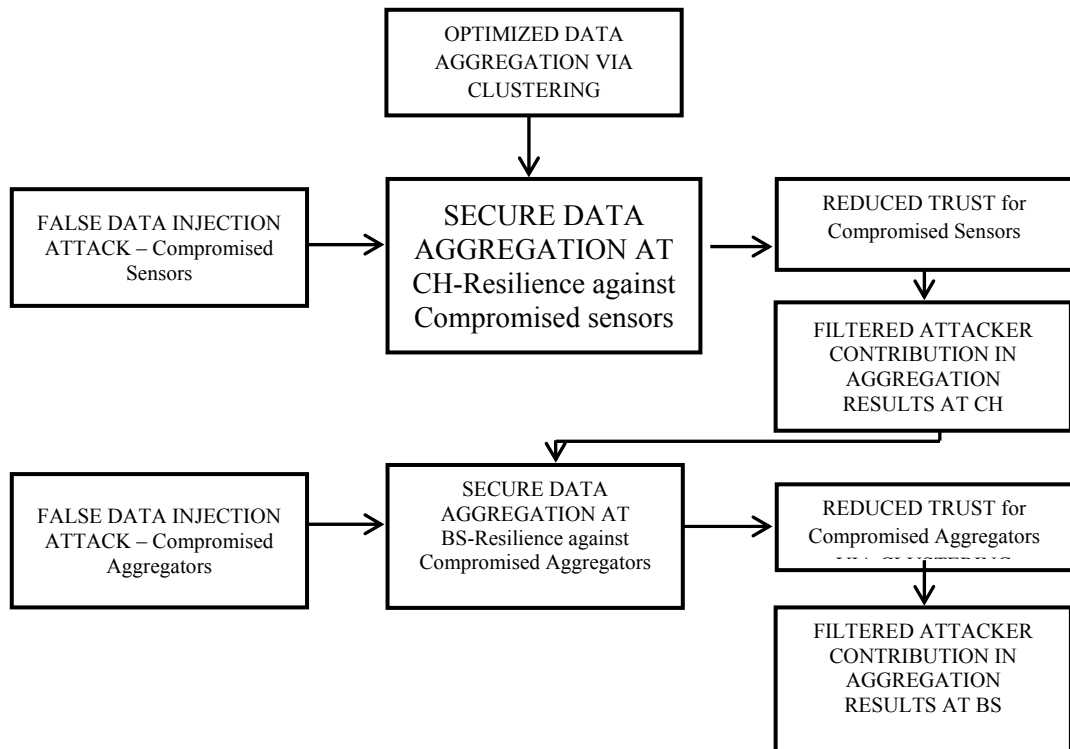 OPTIMIZED DATA
AGGREGATION VIA
CLUSTERING
FALSE DATA INJECTION
ATTACK – Compromised
Sensors
SECURE DATA
AGGREGATION AT
CH-Resilience against
Compromised sensors
REDUCED TRUST for
Compromised Sensors
FILTERED ATTACKER
CONTRIBUTION IN
AGGREGATION
RESULTS AT CH
FALSE DATA INJECTION
ATTACK – Compromised
Aggregators
SECURE DATA
AGGREGATION AT
BS-Resilience against
Compromised Aggregators
REDUCED TRUST for
Compromised Aggregators
VIA CLUSTERING
FILTERED ATTACKER
CONTRIBUTION IN
AGGREGATION
RESULTS AT BS